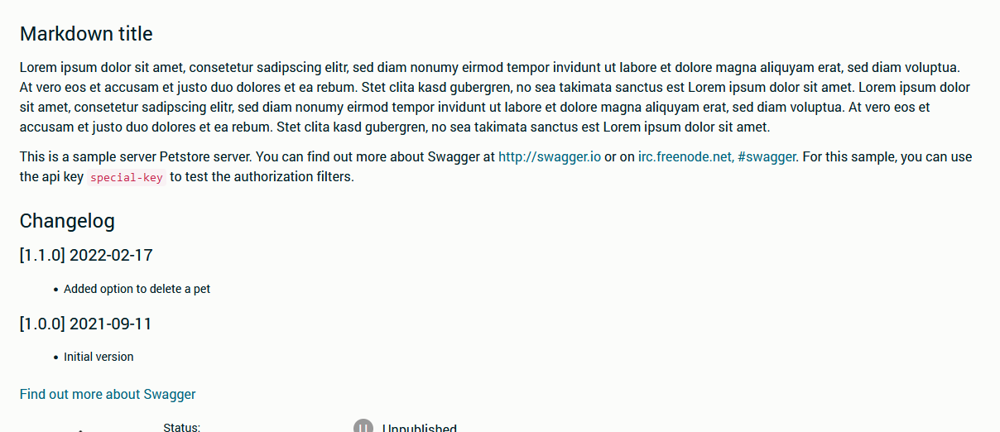 Markdown title
Lorem ipsum dolor sit amet, consetetur sadipscing elitr, sed diam nonumy eirmod tempor invidunt ut labore et dolore magna aliquyam erat, sed diam voluptua.
At vero eos et accusam et justo duo dolores et ea rebum. Stet clita kasd gubergren, no sea takimata sanctus est Lorem ipsum dolor sit amet. Lorem ipsum dolor
sit amet, consetetur sadipscing elitr, sed diam nonumy eirmod tempor invidunt ut labore et dolore magna aliquyam erat, sed diam voluptua. At vero eos et
accusam et justo duo dolores et ea rebum. Stet clita kasd gubergren, no sea takimata sanctus est Lorem ipsum dolor sit amet.
This is a sample server Petstore server. You can find out more about Swagger at http://swagger.io or on irc.freenode.net, #swagger. For this sample, you can use
the api key special-key to test the authorization filters.
Changelog
[1.1.0] 2022-02-17
• Added option to delete a pet
[1.0.0] 2021-09-11
• Initial version
Find out more about Swagger
Status: U Unpublished